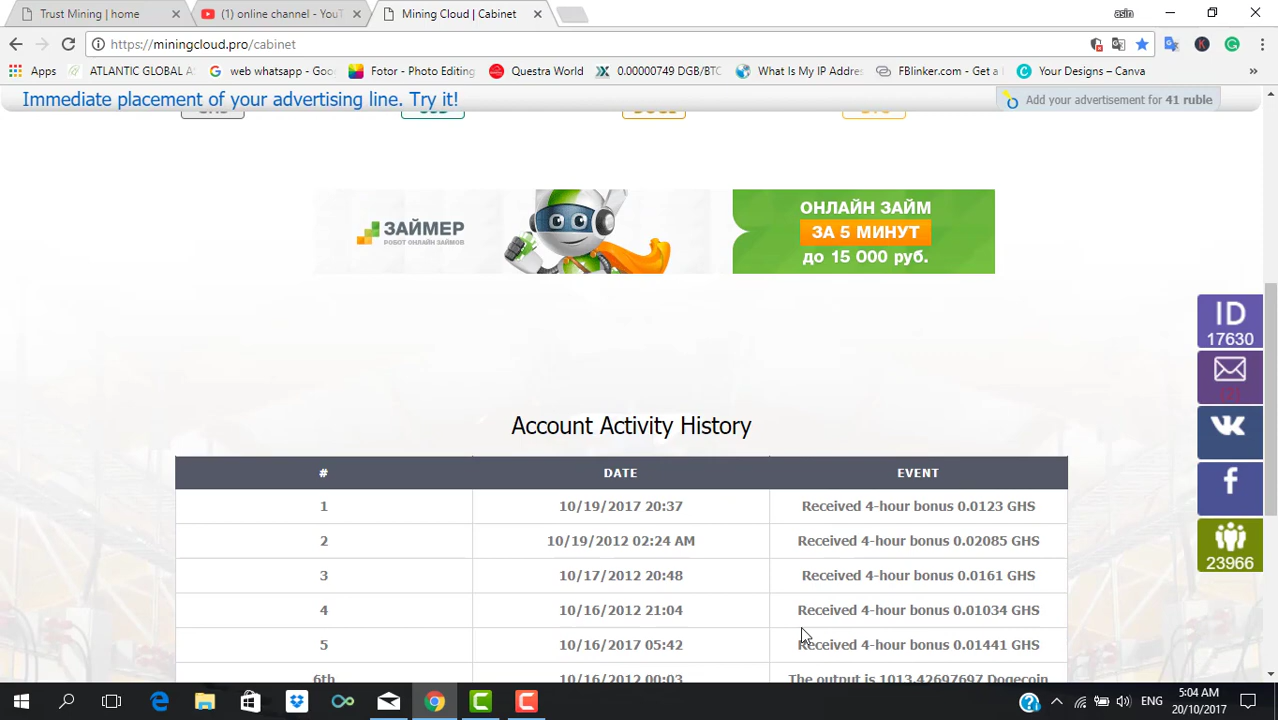 Trust Mining | home
(1) online channel - YouT
Mining Cloud | Cabinet
asin
https://miningcloud.pro/cabinet
Apps
ATLANTIC GLOBAL A
web whatsapp - Goo
Fotor - Photo Editing
Questra World
0.00000749 DGB/BTC
What Is My IP Addre
FBlinker.com - Get a
Your Designs – Canva
Immediate placement of your advertising line. Try it!
Add your advertisement for 41 ruble
ЗАЙМЕР
РОБОТ ОНЛАЙН ЗАЙМОВ
ОНЛАЙН ЗАЙМ
ЗА 5 МИНУТ
до 15 000 руб.
ID
17630
23966
Account Activity History
# DATE EVENT
1 10/19/2017 20:37 Received 4-hour bonus 0.0123 GHS
2 10/19/2012 02:24 AM Received 4-hour bonus 0.02085 GHS
3 10/17/2012 20:48 Received 4-hour bonus 0.0161 GHS
4 10/16/2012 21:04 Received 4-hour bonus 0.01034 GHS
5 10/16/2017 05:42 Received 4-hour bonus 0.01441 GHS
6th 10/16/2012 00:03 The output is 1013.42697697 Dogecoin
ENG
5:04 AM
20/10/2017